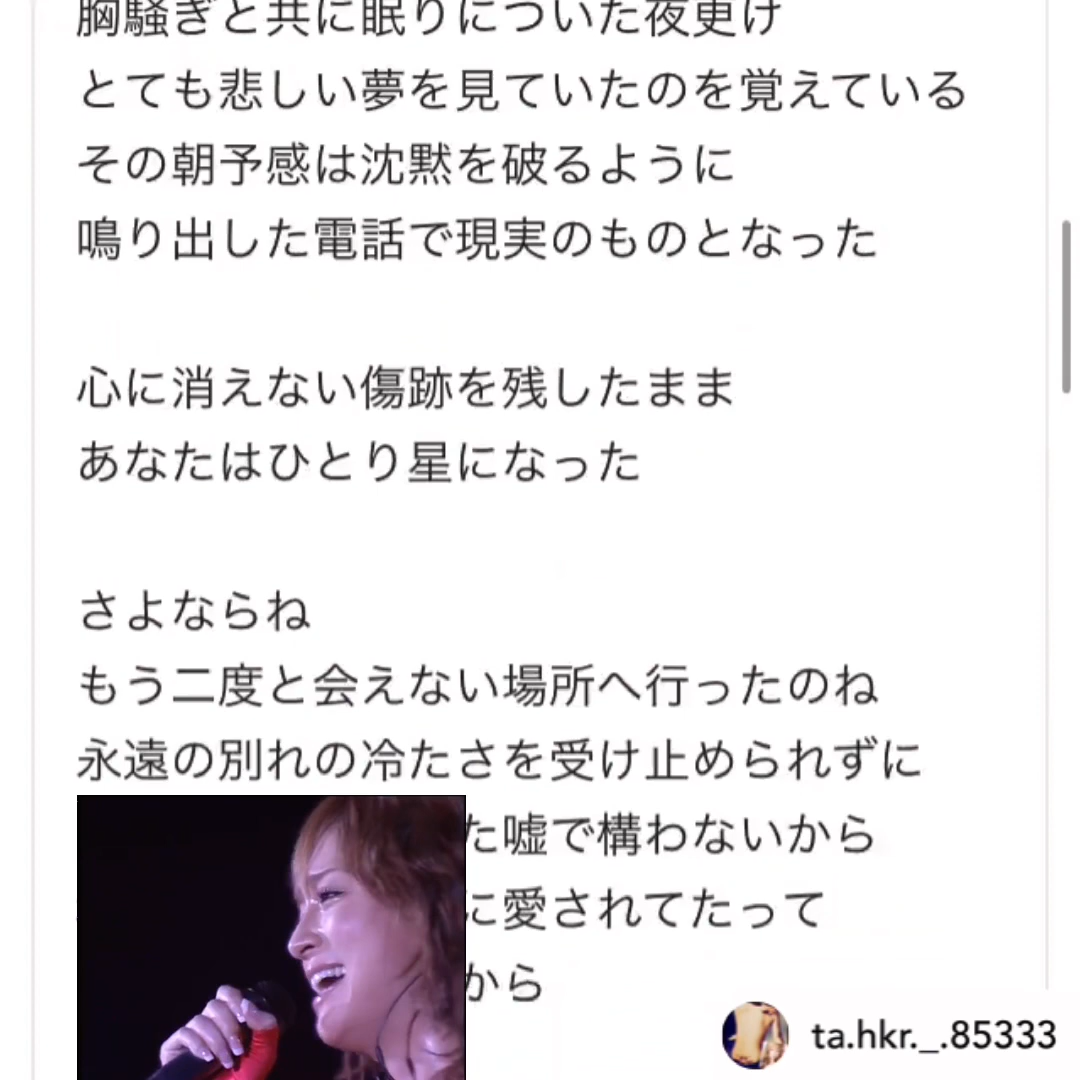 胸騒ぎと共に眠りについた夜更け
とても悲しい夢を見ていたのを覚えている
その朝予感は沈黙を破るように
鳴り出した電話で現実のものとなった
心に消えない傷跡を残したまま
あなたはひとり星になった
さよならね
もう二度と会えない場所へ行ったのね
永遠の別れの冷たさを受け止められずに
た嘘で構わないから
に愛されてたって
から
ta.hkr._.85333